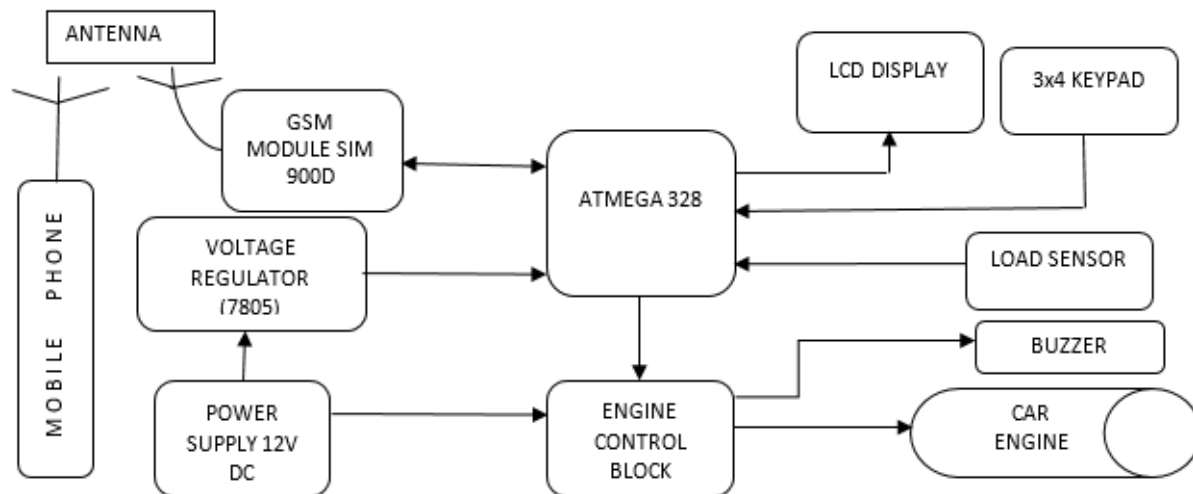 ANTENNA
LCD DISPLAY
3x4 KEYPAD
GSM
MODULE SIM
900D
ATMEGA 328
MOBILE PHONE
VOLTAGE
REGULATOR
(7805)
LOAD SENSOR
BUZZER
POWER
SUPPLY 12V
DC
ENGINE
CONTROL
BLOCK
CAR
ENGINE